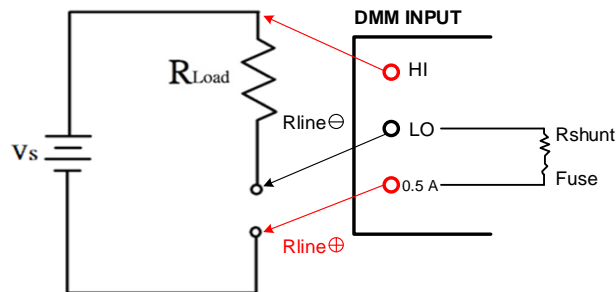 DMM INPUT
HI
RLoad
Rline⊖
LO
Rshunt
Vs
Fuse
0.5 A
Rline⊕